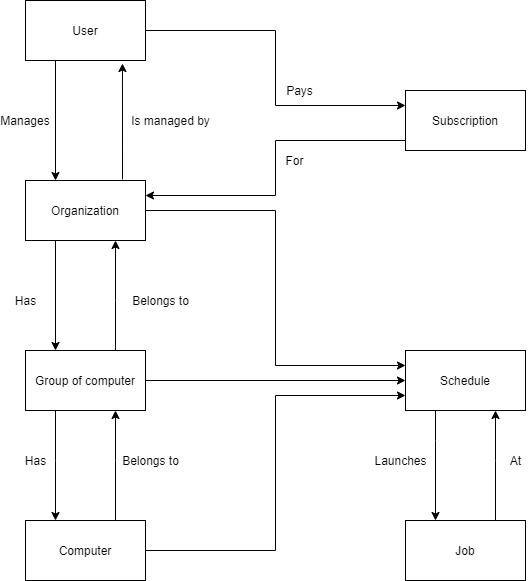 User
Pays
Manages
Is managed by
Subscription
For
Organization
Has
Belongs to
Group of computer
Schedule
Has
Belongs to
Launches
At
Computer
Job